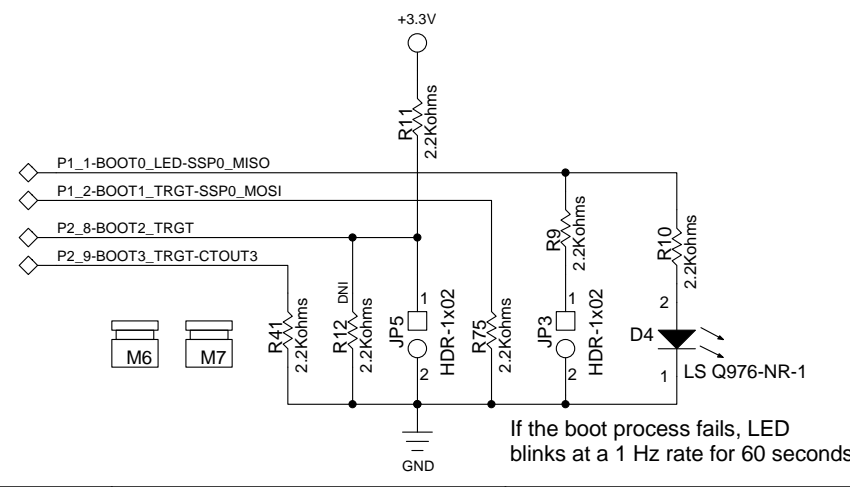 +3.3V
R11
2.2Kohms
P1_1-BOOT0_LED-SSP0_MISO
P1_2-BOOT1_TRGT-SSP0_MOSI
P2_8-BOOT2_TRGT
P2_9-BOOT3_TRGT-CTOUT3
R9
2.2Kohms
R10
2.2Kohms
M6
M7
R41
2.2Kohms
DNI
R12
2.2Kohms
1
JP5
2
HDR-1x02
R75
2.2Kohms
1
JP3
2
HDR-1x02
2
D4
1
LS Q976-NR-1
GND
If the boot process fails, LED
blinks at a 1 Hz rate for 60 seconds